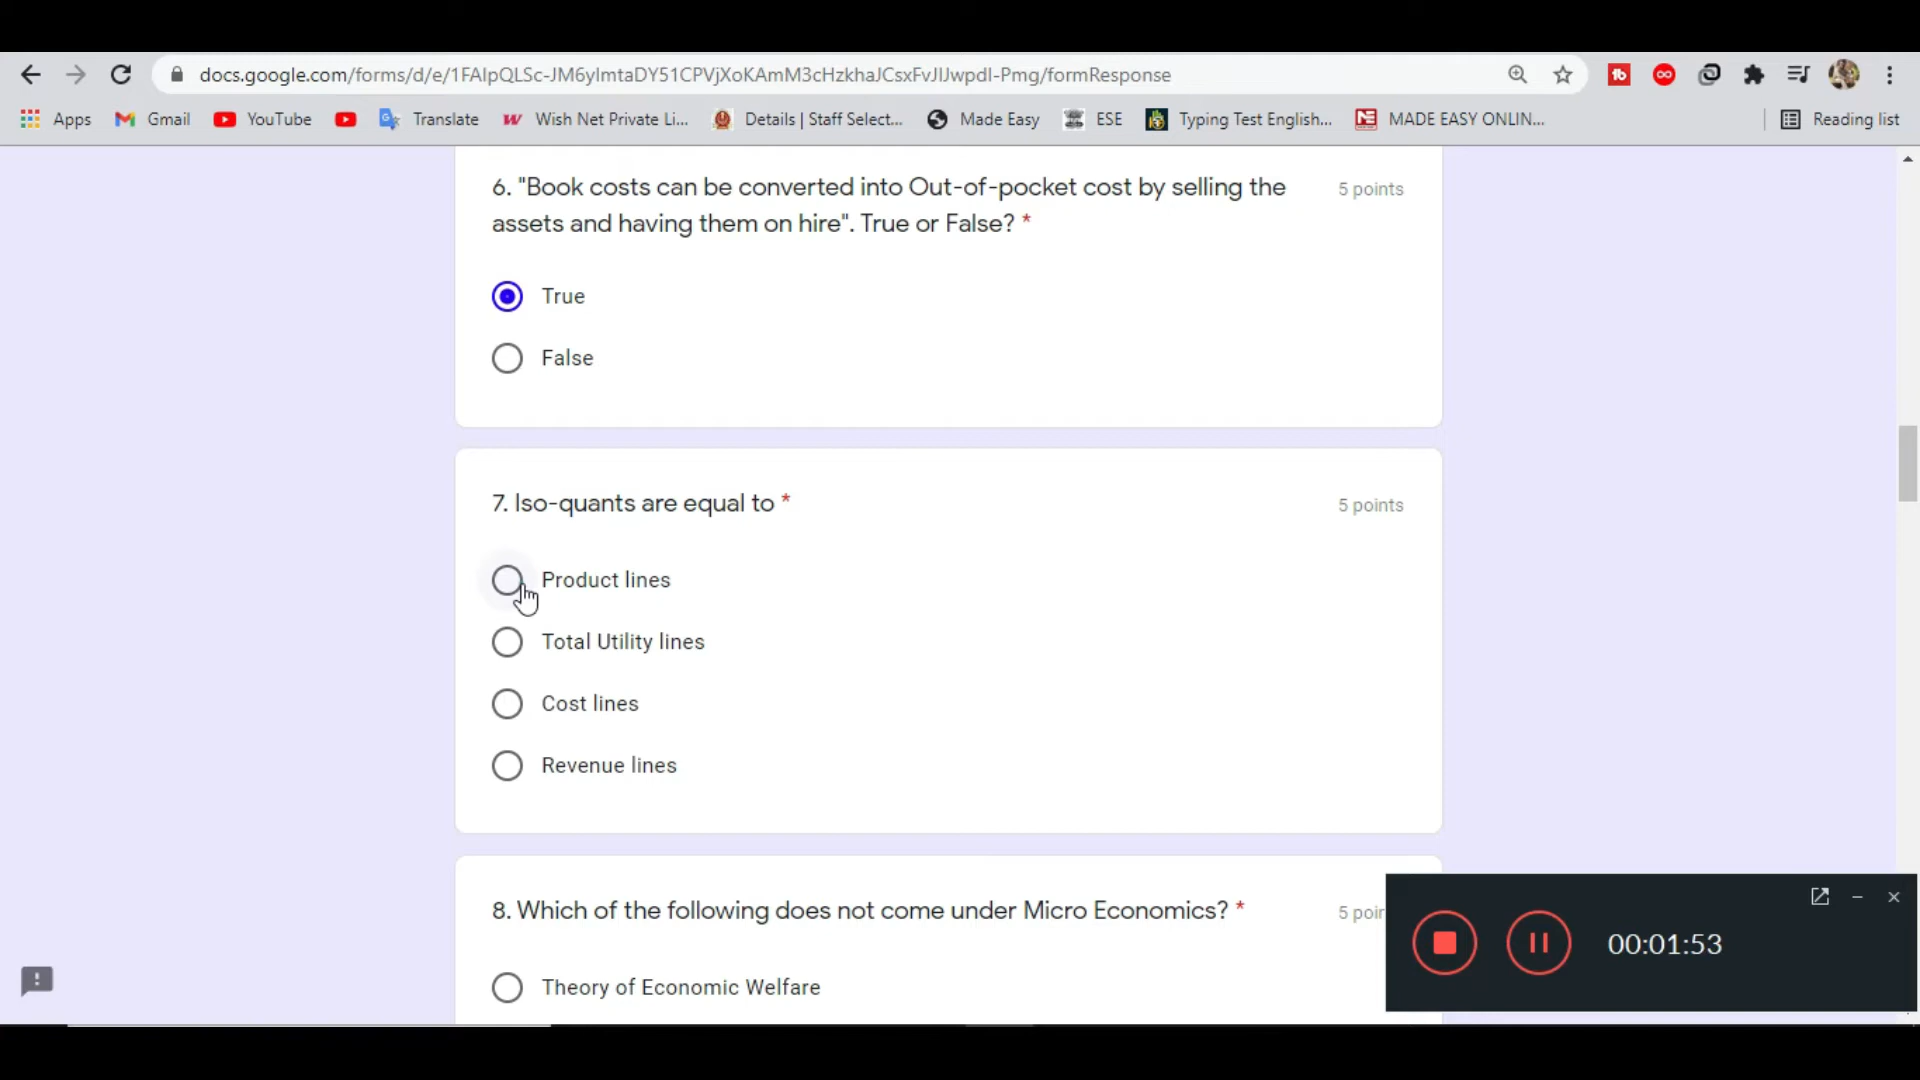 docs.google.com/forms/d/e/1FAIpQLSc-JM6yImtaDY51CPVjXoKAmM3cHzkhaJCsxFvJIJwpdI-Pmg/formResponse
Apps Gmail YouTube Translate Wish Net Private Li... Details | Staff Select... Made Easy ESE Typing Test English... MADE EASY ONLIN... Reading list
6. "Book costs can be converted into Out-of-pocket cost by selling the 5 points
assets and having them on hire". True or False? *
True
False
7. Iso-quants are equal to * 5 points
Product lines
Total Utility lines
Cost lines
Revenue lines
8. Which of the following does not come under Micro Economics? * 5 poir
00:01:53
Theory of Economic Welfare